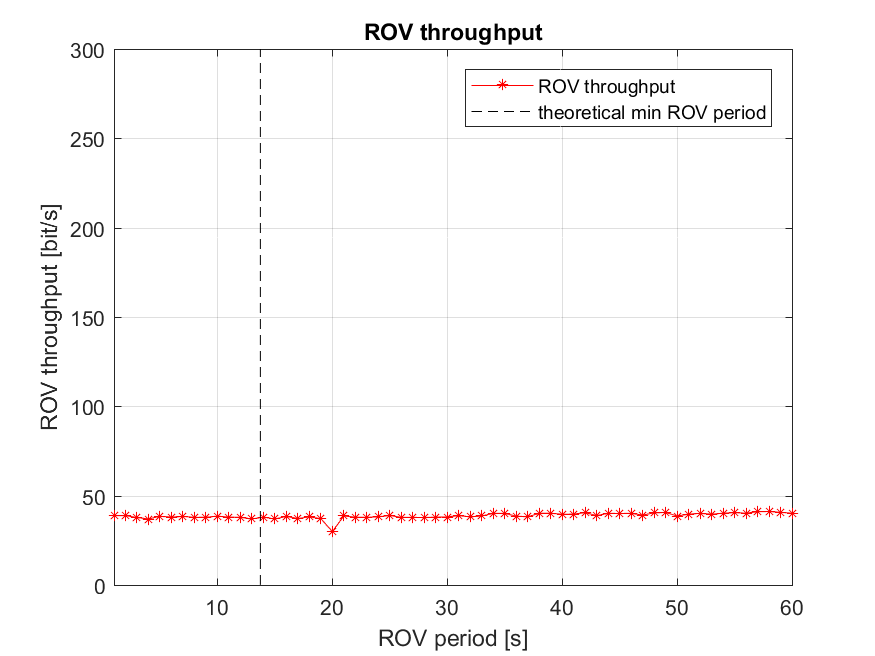 ROV throughput
300
250
200
150
100
50
0
ROV throughput [bit/s]
ROV throughput
theoretical min ROV period
10 20 30 40 50 60
ROV period [s]